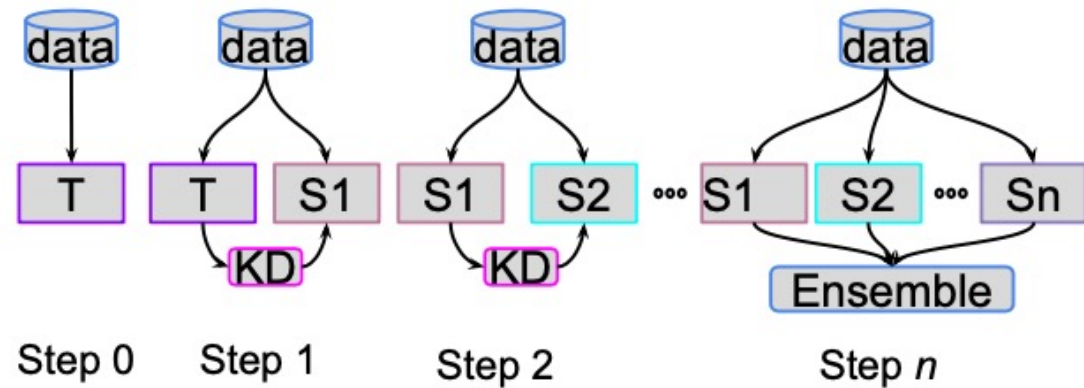 data data data data
T T S1 S1 S2 ∘∘∘ S1 S2 ∘∘∘ Sn
KD KD Ensemble
Step 0 Step 1 Step 2 Step n